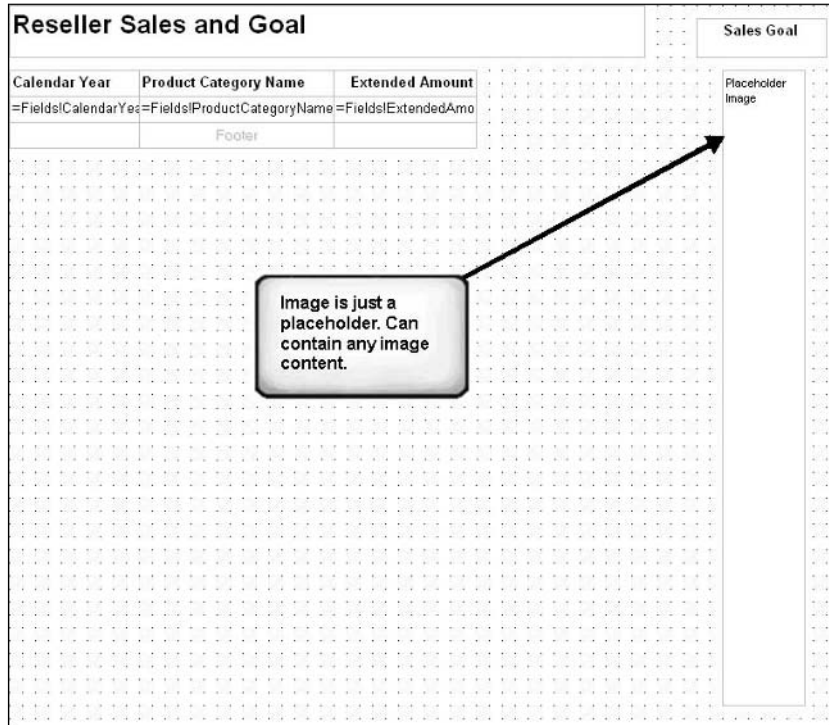 Reseller Sales and Goal
Sales Goal
Calendar Year Product Category Name Extended Amount
=Fields!CalendarYea =Fields!ProductCategoryName =Fields!ExtendedAmo
Footer
Placeholder
Image
Image is just a
placeholder. Can
contain any image
content.